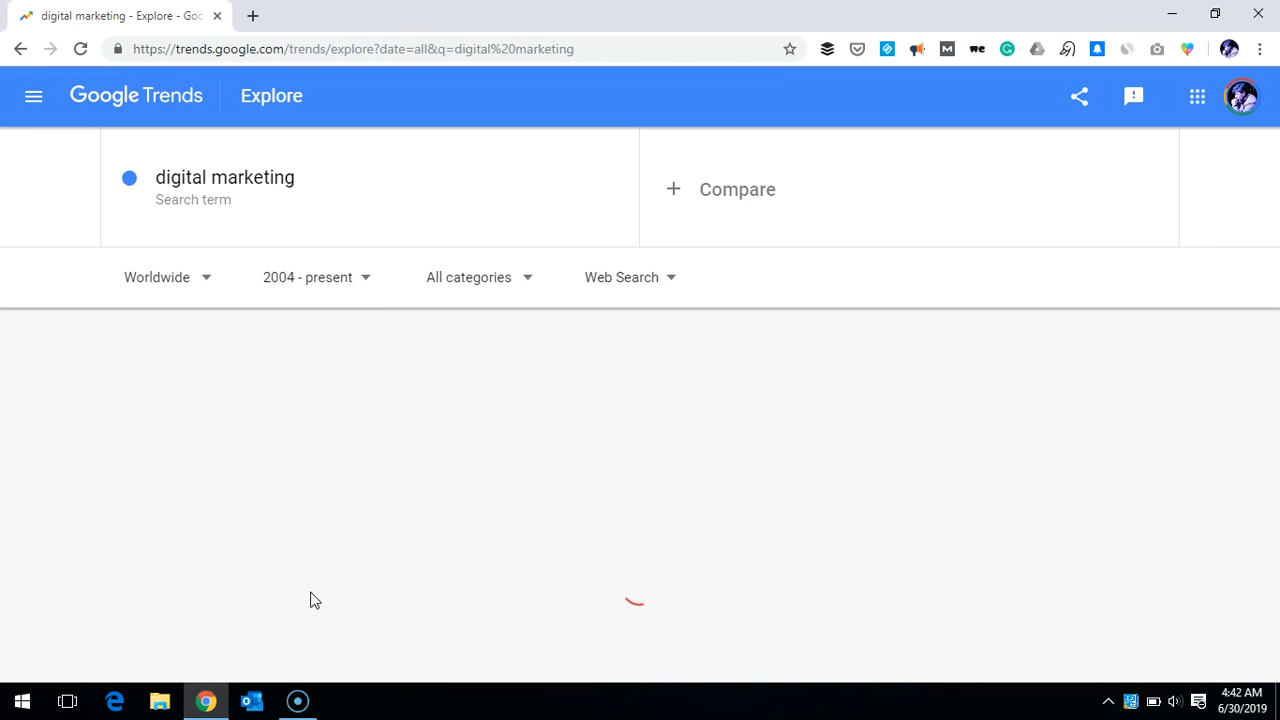 digital marketing - Explore - Goo
https://trends.google.com/trends/explore?date=all&q=digital%20marketing
Google Trends
Explore
digital marketing
Search term
+ Compare
Worldwide
2004 - present
All categories
Web Search
4:42 AM
6/30/2019